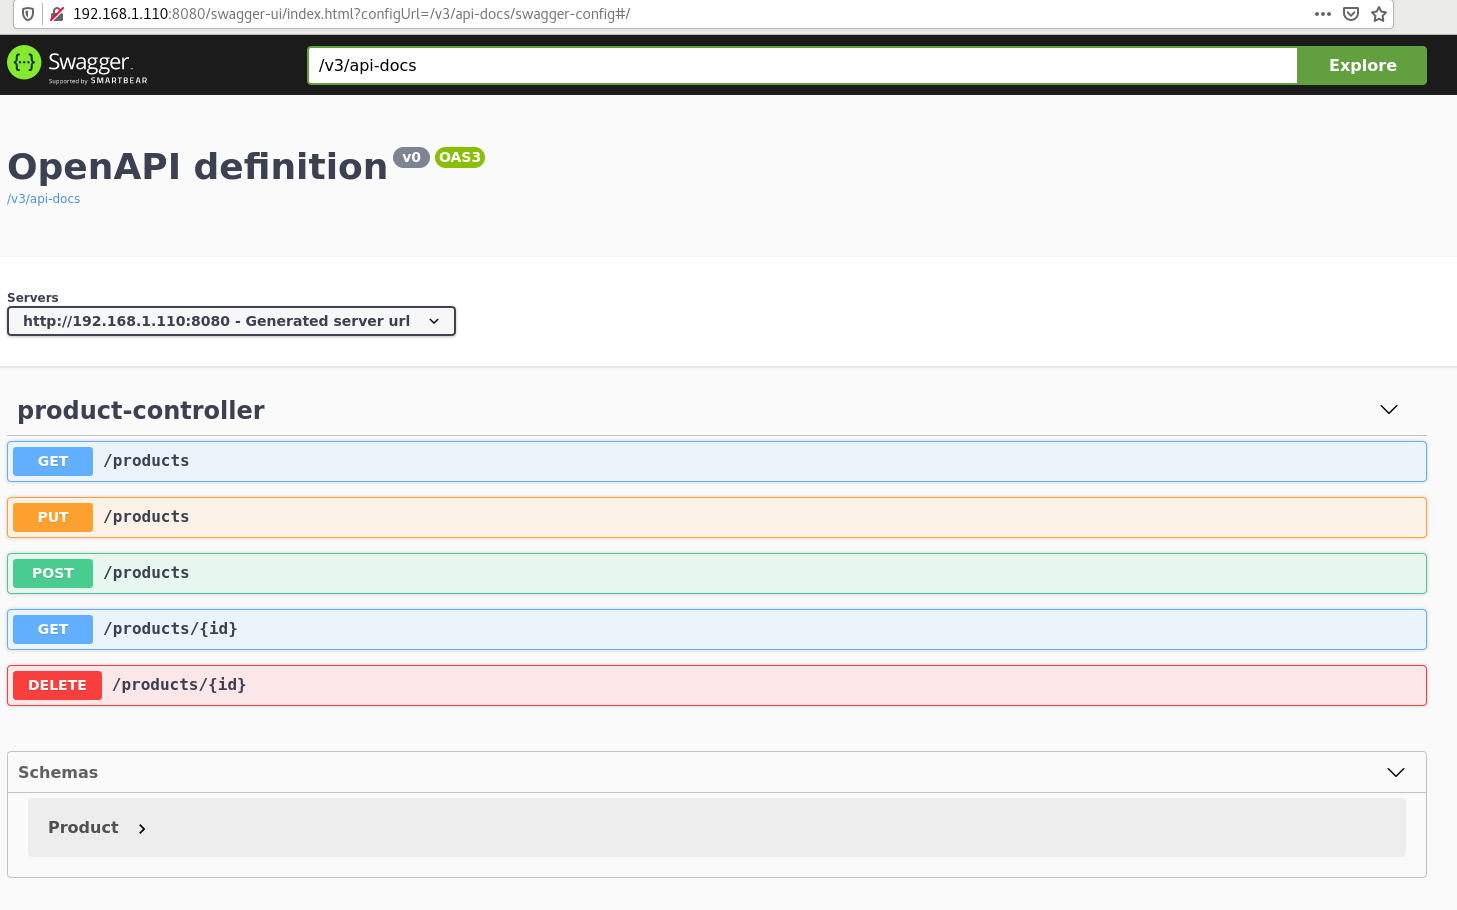 192.168.1.110:8080/swagger-ui/index.html?configUrl=/v3/api-docs/swagger-config#/
Swagger.
Supported by SMARTBEAR
/v3/api-docs
Explore
OpenAPI definition v0 OAS3
/v3/api-docs
Servers
http://192.168.1.110:8080 - Generated server url
product-controller
GET /products
PUT /products
POST /products
GET /products/{id}
DELETE /products/{id}
Schemas
Product